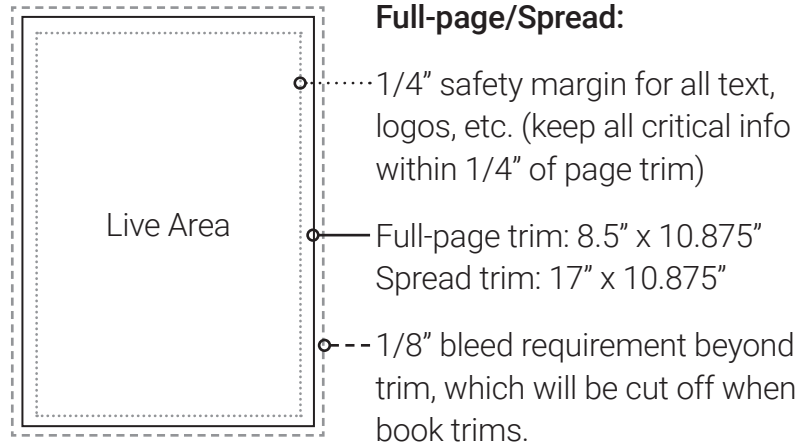 Full-page/Spread:
1/4” safety margin for all text,
logos, etc. (keep all critical info
within 1/4” of page trim)
Live Area
Full-page trim: 8.5” x 10.875”
Spread trim: 17” x 10.875”
1/8” bleed requirement beyond
trim, which will be cut off when
book trims.